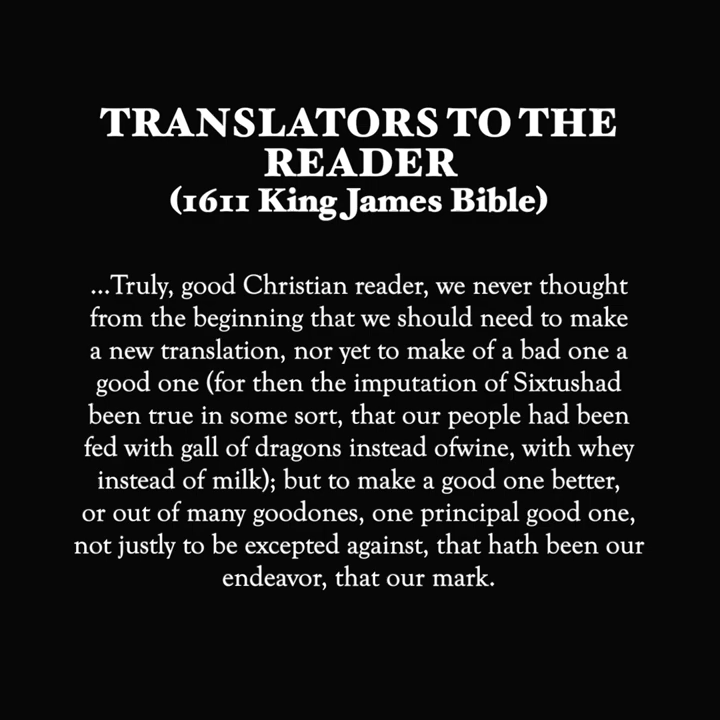 TRANSLATORS TO THE
READER
(1611 King James Bible)
...Truly, good Christian reader, we never thought
from the beginning that we should need to make
a new translation, nor yet to make of a bad one a
good one (for then the imputation of Sixtushad
been true in some sort, that our people had been
fed with gall of dragons instead ofwine, with whey
instead of milk); but to make a good one better,
or out of many goodones, one principal good one,
not justly to be excepted against, that hath been our
endeavor, that our mark.